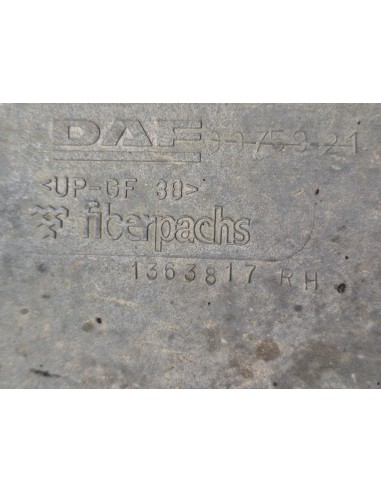 DAF
<UP-GF 30>
fiberpachs
1363817 RH